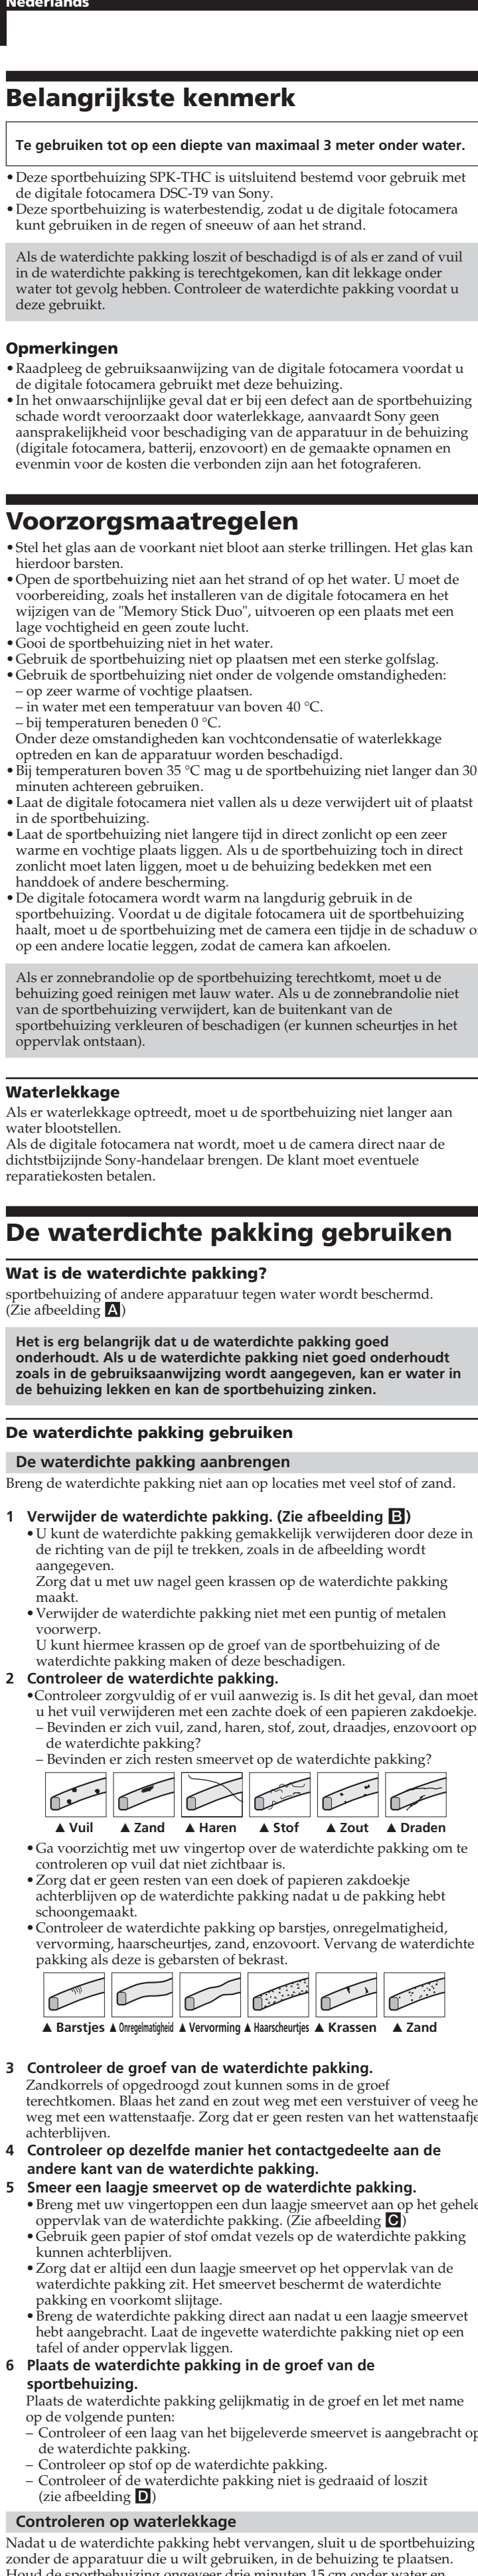 Nederlands
Belangrijkste kenmerk
Te gebruiken tot op een diepte van maximaal 3 meter onder water.
•Deze sportbehuizing SPK-THC is uitsluitend bestemd voor gebruik met
de digitale fotocamera DSC-T9 van Sony.
•Deze sportbehuizing is waterbestendig, zodat u de digitale fotocamera
kunt gebruiken in de regen of sneeuw of aan het strand.
Als de waterdichte pakking loszit of beschadigd is of als er zand of vuil
in de waterdichte pakking is terechtgekomen, kan dit lekkage onder
water tot gevolg hebben. Controleer de waterdichte pakking voordat u
deze gebruikt.
Opmerkingen
•Raadpleeg de gebruiksaanwijzing van de digitale fotocamera voordat u
de digitale fotocamera gebruikt met deze behuizing.
•In het onwaarschijnlijke geval dat er bij een defect aan de sportbehuizing
schade wordt veroorzaakt door waterlekkage, aanvaardt Sony geen
aansprakelijkheid voor beschadiging van de apparatuur in de behuizing
(digitale fotocamera, batterij, enzovoort) en de gemaakte opnamen en
evenmin voor de kosten die verbonden zijn aan het fotograferen.
Voorzorgsmaatregelen
•Stel het glas aan de voorkant niet bloot aan sterke trillingen. Het glas kan
hierdoor barsten.
•Open de sportbehuizing niet aan het strand of op het water. U moet de
voorbereiding, zoals het installeren van de digitale fotocamera en het
wijzigen van de "Memory Stick Duo", uitvoeren op een plaats met een
lage vochtigheid en geen zoute lucht.
•Gooi de sportbehuizing niet in het water.
•Gebruik de sportbehuizing niet op plaatsen met een sterke golfslag.
•Gebruik de sportbehuizing niet onder de volgende omstandigheden:
– op zeer warme of vochtige plaatsen.
– in water met een temperatuur van boven 40 °C.
– bij temperaturen beneden 0 °C.
Onder deze omstandigheden kan vochtcondensatie of waterlekkage
optreden en kan de apparatuur worden beschadigd.
•Bij temperaturen boven 35 °C mag u de sportbehuizing niet langer dan 30
minuten achtereen gebruiken.
•Laat de digitale fotocamera niet vallen als u deze verwijdert uit of plaatst
in de sportbehuizing.
•Laat de sportbehuizing niet langere tijd in direct zonlicht op een zeer
warme en vochtige plaats liggen. Als u de sportbehuizing toch in direct
zonlicht moet laten liggen, moet u de behuizing bedekken met een
handdoek of andere bescherming.
•De digitale fotocamera wordt warm na langdurig gebruik in de
sportbehuizing. Voordat u de digitale fotocamera uit de sportbehuizing
haalt, moet u de sportbehuizing met de camera een tijdje in de schaduw of
op een andere locatie leggen, zodat de camera kan afkoelen.
Als er zonnebrandolie op de sportbehuizing terechtkomt, moet u de
behuizing goed reinigen met lauw water. Als u de zonnebrandolie niet
van de sportbehuizing verwijdert, kan de buitenkant van de
sportbehuizing verkleuren of beschadigen (er kunnen scheurtjes in het
oppervlak ontstaan).
Waterlekkage
Als er waterlekkage optreedt, moet u de sportbehuizing niet langer aan
water blootstellen.
Als de digitale fotocamera nat wordt, moet u de camera direct naar de
dichtstbijzijnde Sony-handelaar brengen. De klant moet eventuele
reparatiekosten betalen.
De waterdichte pakking gebruiken
Wat is de waterdichte pakking?
sportbehuizing of andere apparatuur tegen water wordt beschermd.
(Zie afbeelding A)
Het is erg belangrijk dat u de waterdichte pakking goed
onderhoudt. Als u de waterdichte pakking niet goed onderhoudt
zoals in de gebruiksaanwijzing wordt aangegeven, kan er water in
de behuizing lekken en kan de sportbehuizing zinken.
De waterdichte pakking gebruiken
De waterdichte pakking aanbrengen
Breng de waterdichte pakking niet aan op locaties met veel stof of zand.
1 Verwijder de waterdichte pakking. (Zie afbeelding B)
•U kunt de waterdichte pakking gemakkelijk verwijderen door deze in
de richting van de pijl te trekken, zoals in de afbeelding wordt
aangegeven.
Zorg dat u met uw nagel geen krassen op de waterdichte pakking
maakt.
•Verwijder de waterdichte pakking niet met een puntig of metalen
voorwerp.
U kunt hiermee krassen op de groef van de sportbehuizing of de
waterdichte pakking maken of deze beschadigen.
2 Controleer de waterdichte pakking.
•Controleer zorgvuldig of er vuil aanwezig is. Is dit het geval, dan moet
u het vuil verwijderen met een zachte doek of een papieren zakdoekje.
– Bevinden er zich vuil, zand, haren, stof, zout, draadjes, enzovoort op
de waterdichte pakking?
– Bevinden er zich resten smeervet op de waterdichte pakking?
▲ Vuil ▲ Zand ▲ Haren ▲ Stof ▲ Zout ▲ Draden
•Ga voorzichtig met uw vingertop over de waterdichte pakking om te
controleren op vuil dat niet zichtbaar is.
•Zorg dat er geen resten van een doek of papieren zakdoekje
achterblijven op de waterdichte pakking nadat u de pakking hebt
schoongemaakt.
•Controleer de waterdichte pakking op barstjes, onregelmatigheid,
vervorming, haarscheurtjes, zand, enzovoort. Vervang de waterdichte
pakking als deze is gebarsten of bekrast.
▲ Barstjes ▲ Onregelmatigheid ▲ Vervorming ▲ Haarscheurtjes ▲ Krassen ▲ Zand
3 Controleer de groef van de waterdichte pakking.
Zandkorrels of opgedroogd zout kunnen soms in de groef
terechtkomen. Blaas het zand en zout weg met een verstuiver of veeg he
weg met een wattenstaafje. Zorg dat er geen resten van het wattenstaafje
achterblijven.
4 Controleer op dezelfde manier het contactgedeelte aan de
andere kant van de waterdichte pakking.
5 Smeer een laagje smeervet op de waterdichte pakking.
•Breng met uw vingertoppen een dun laagje smeervet aan op het gehele
oppervlak van de waterdichte pakking. (Zie afbeelding C)
•Gebruik geen papier of stof omdat vezels op de waterdichte pakking
kunnen achterblijven.
•Zorg dat er altijd een dun laagje smeervet op het oppervlak van de
waterdichte pakking zit. Het smeervet beschermt de waterdichte
pakking en voorkomt slijtage.
•Breng de waterdichte pakking direct aan nadat u een laagje smeervet
hebt aangebracht. Laat de ingevette waterdichte pakking niet op een
tafel of ander oppervlak liggen.
6 Plaats de waterdichte pakking in de groef van de
sportbehuizing.
Plaats de waterdichte pakking gelijkmatig in de groef en let met name
op de volgende punten:
– Controleer of een laag van het bijgeleverde smeervet is aangebracht op
de waterdichte pakking.
– Controleer op stof op de waterdichte pakking.
– Controleer of de waterdichte pakking niet is gedraaid of loszit
(zie afbeelding D)
Controleren op waterlekkage
Nadat u de waterdichte pakking hebt vervangen, sluit u de sportbehuizing
zonder de apparatuur die u wilt gebruiken, in de behuizing te plaatsen.
Houd de sportbehuizing ongeveer drie minuten 15 cm onder water en